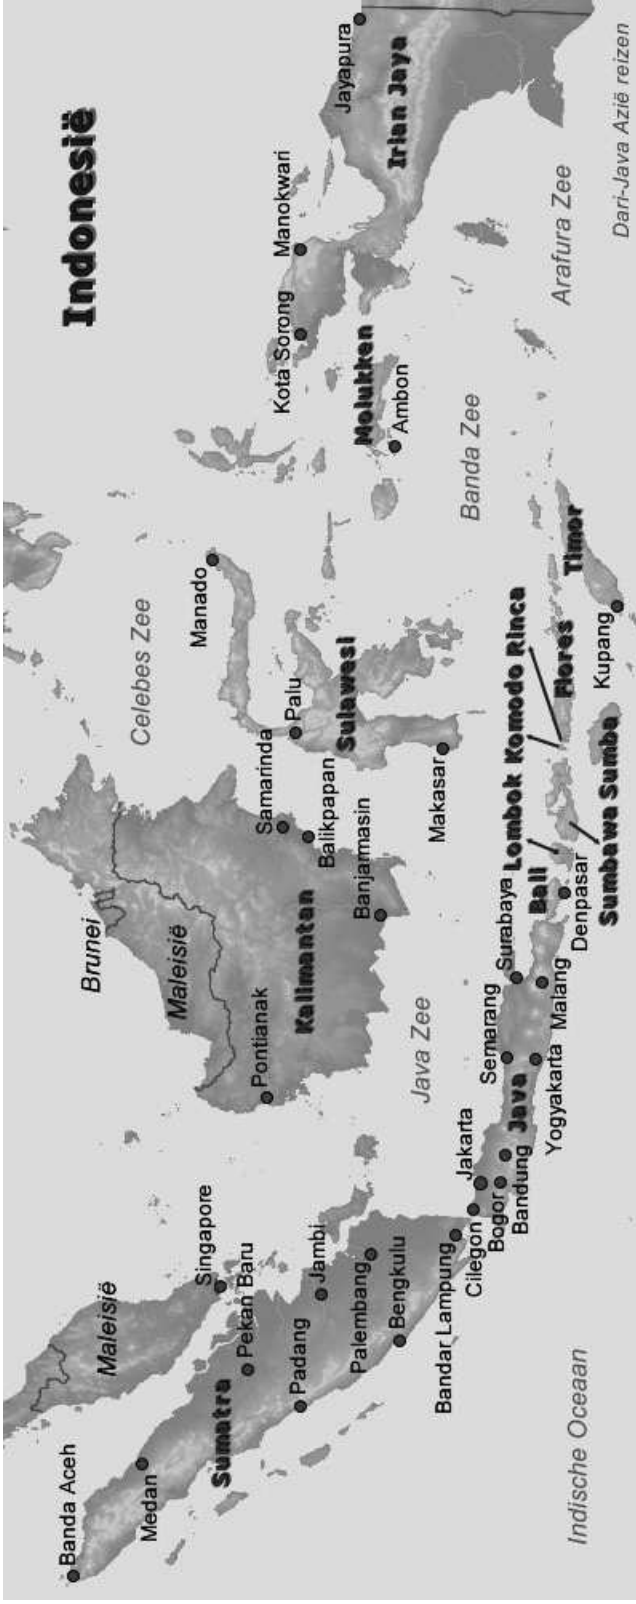 Indonesië
Banda Aceh
Medan
Maleisië
Singapore
Pekan Baru
Sumatra
Padang
Jambi
Palembang
Bengkulu
Bandar Lampung
Cilegon
Jakarta
Bogor
Bandung
Java
Semarang
Yogyakarta
Surabaya
Malang
Denpasar
Bali
Lombok
Komodo
Rinca
Sumbawa
Sumba
Flores
Timor
Kupang
Brunei
Maleisië
Pontianak
Kalimantan
Samarinda
Balikpapan
Banjarmasin
Manado
Palu
Sulawesi
Makasar
Molukken
Ambon
Kota Sorong
Manokwari
Jayapura
Irian Jaya
Celebes Zee
Java Zee
Banda Zee
Arafura Zee
Indische Oceaan
Dari-Java Azië reizen